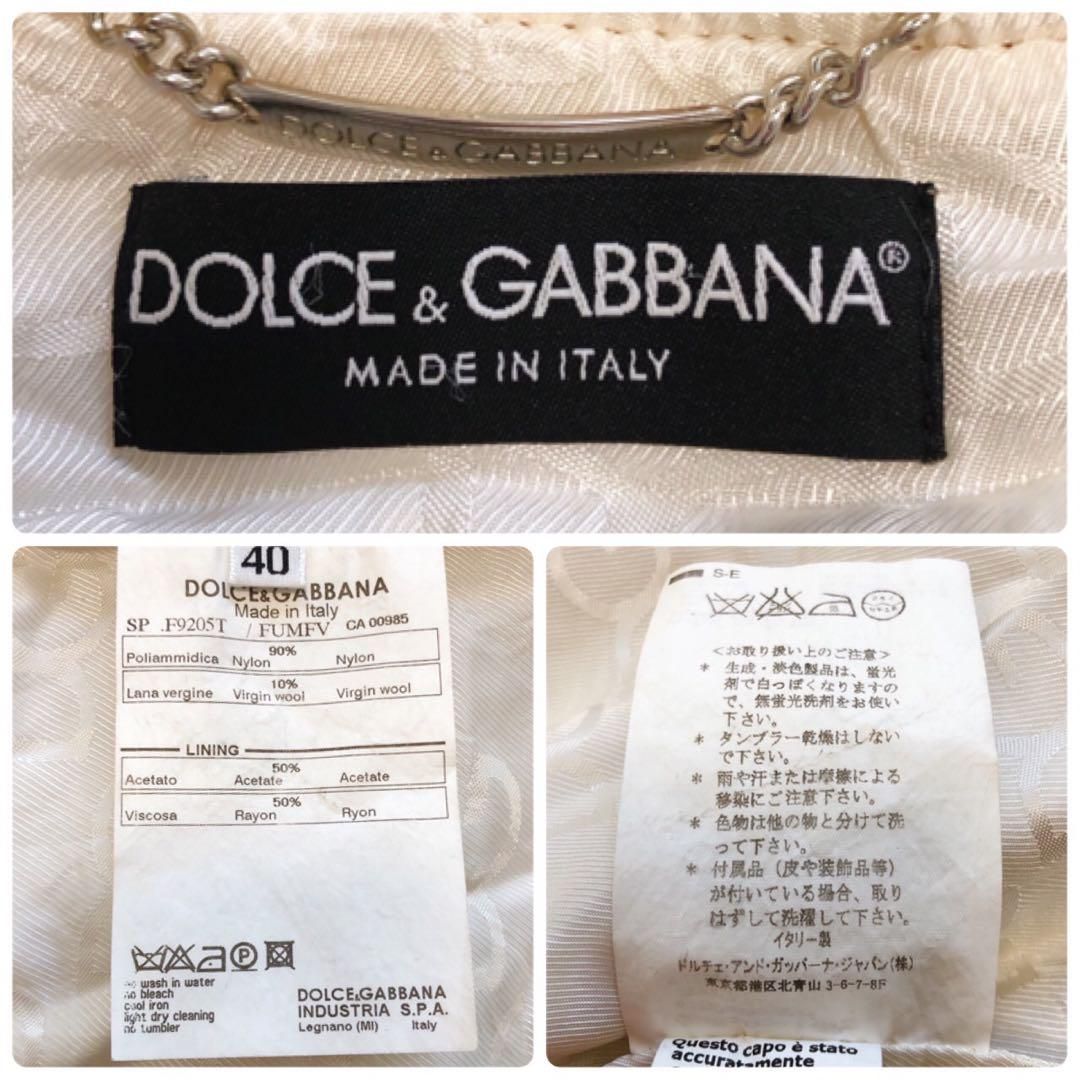 DOLCE & GABBANA
DOLCE & GABBANA®
MADE IN ITALY
40
DOLCE&GABBANA
Made in Italy
SP .F9205T / FUMFV CA 00985
90%
Poliammidica Nylon Nylon
10%
Lana vergine Virgin wool Virgin wool
LINING
50%
Acetato Acetate Acetate
50%
Viscosa Rayon Ryon
P
no wash in water
no bleach
cool iron
light dry cleaning
no tumbler
DOLCE&GABBANA
INDUSTRIA S.P.A.
Legnano (MI) Italy
S-E
<お取り扱い上のご注意>
* 生成・淡色製品は、蛍光
剤で白っぽくなりますの
で、無蛍光洗剤をお使い
下さい。
* タンブラー乾燥はしない
で下さい。
* 雨や汗または摩擦による
移染にご注意下さい。
* 色物は他の物と分けて洗
って下さい。
* 付属品（皮や装飾品等）
が付いている場合、取り
はずして洗濯して下さい。
イタリー製
ドルチェ・アンド・ガッバーナ・ジャパン(株)
東京都港区北青山 3-6-7-8F
Questo capo è stato
accuratamente